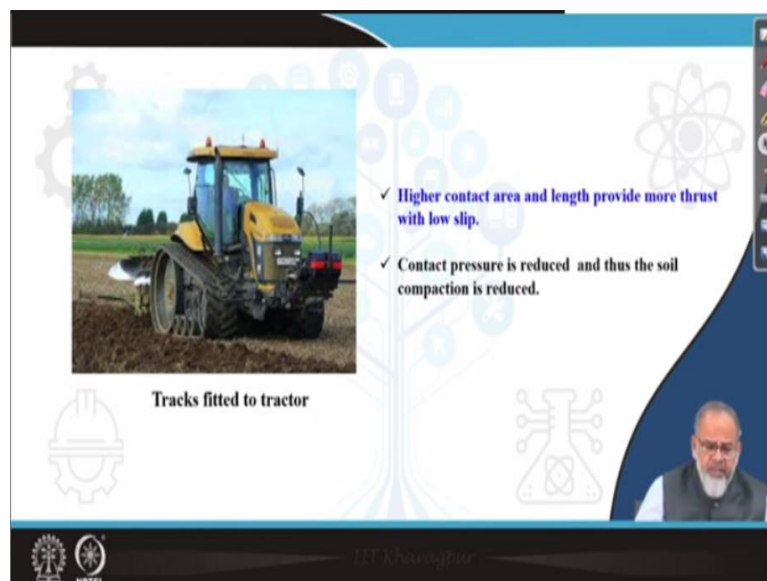 ✓ Higher contact area and length provide more thrust
with low slip.
✓ Contact pressure is reduced and thus the soil
compaction is reduced.
Tracks fitted to tractor
IIT Kharagpur
NPTEL